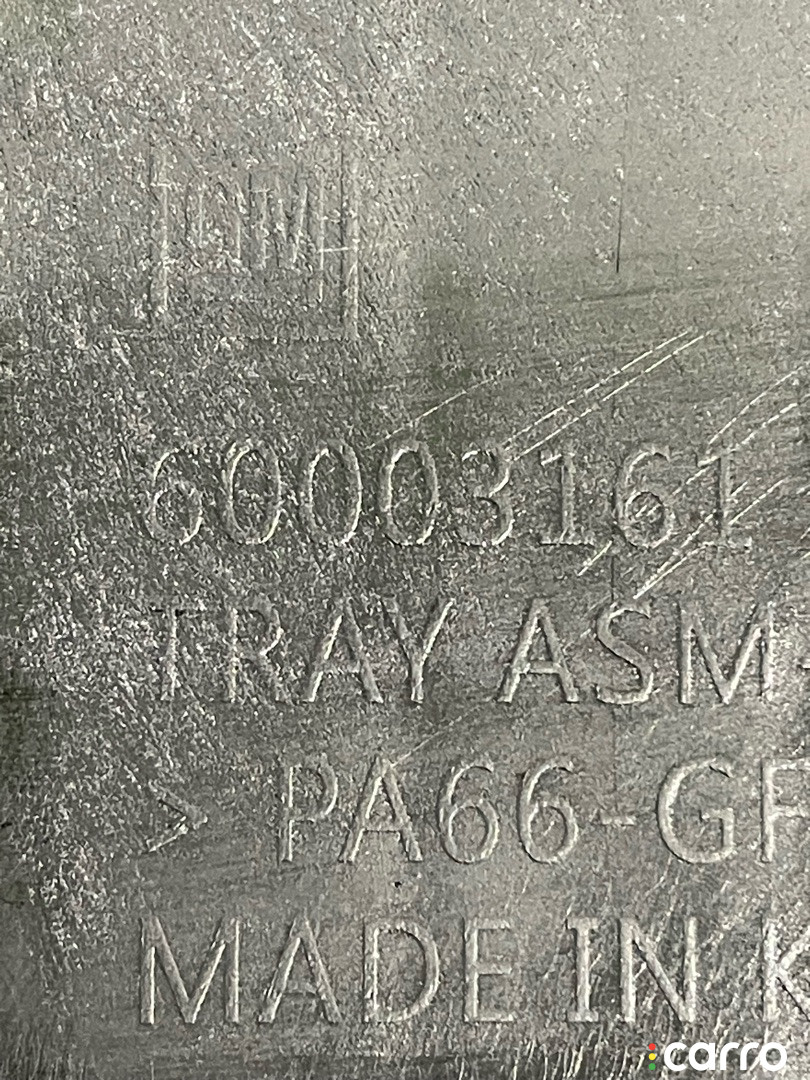 60003161
TRAY ASM-
> PA66-GF
MADE IN K
carro